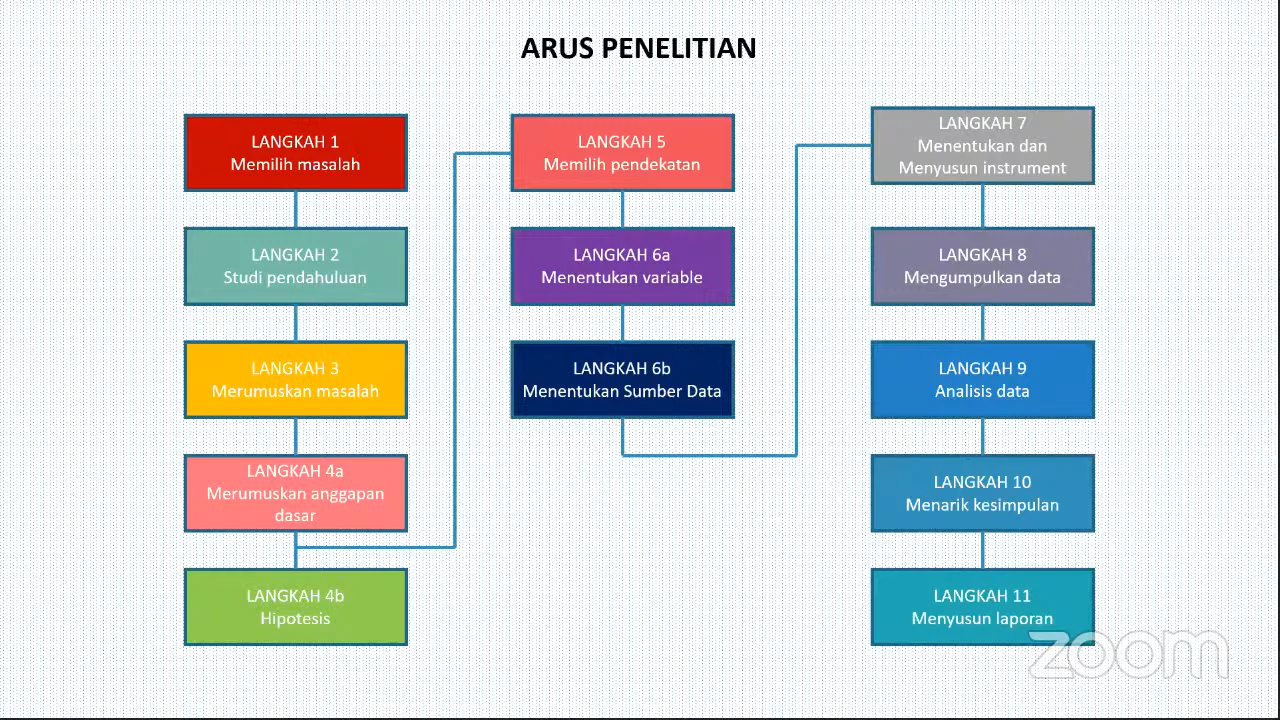 ARUS PENELITIAN
LANGKAH 1
Memilih masalah
LANGKAH 2
Studi pendahuluan
LANGKAH 3
Merumuskan masalah
LANGKAH 4a
Merumuskan anggapan
dasar
LANGKAH 4b
Hipotesis
LANGKAH 5
Memilih pendekatan
LANGKAH 6a
Menentukan variable
LANGKAH 6b
Menentukan Sumber Data
LANGKAH 7
Menentukan dan
Menyusun instrument
LANGKAH 8
Mengumpulkan data
LANGKAH 9
Analisis data
LANGKAH 10
Menarik kesimpulan
LANGKAH 11
Menyusun laporan
zoom